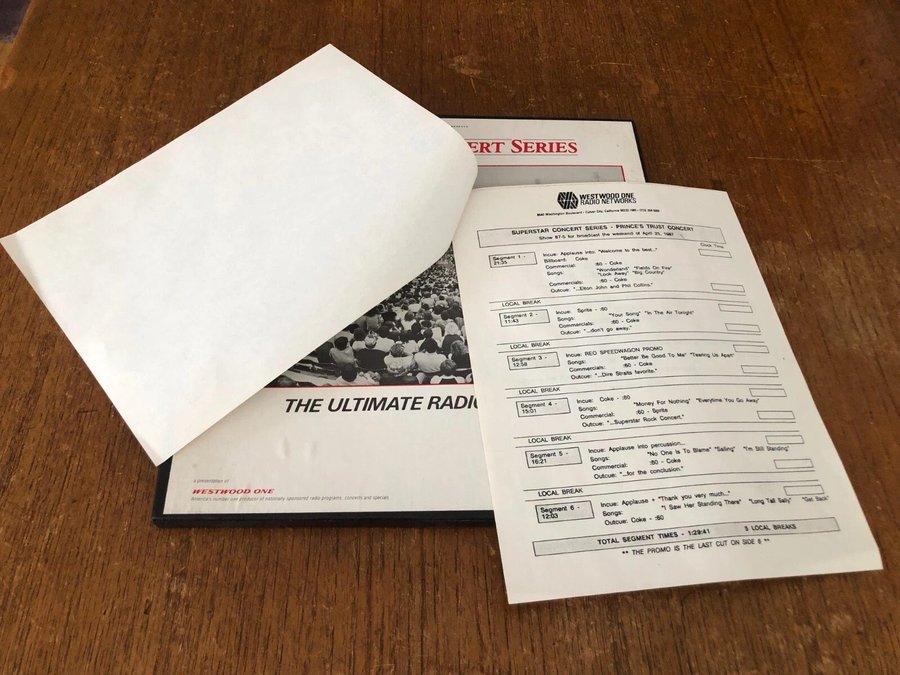 ERT SERIES
THE ULTIMATE RADIO
a presentation of
WESTWOOD ONE
America's number one producer of nationally sponsored radio programs, concerts and specials
WESTWOOD ONE
RADIO NETWORKS
SUPERSTAR CONCERT SERIES - PRINCE'S TRUST CONCERT
Show 87-5 for broadcast the weekend of April 25, 1987
Clock Time
Segment 1 -
21:35
Incue: Applause into: "Welcome to the best..."
Billboard: Coke
Commercial: :60 - Coke
Songs: "Wonderland" "Fields On Fire"
"Look Away" "Big Country"
Commercials: :60 - Coke
Outcue: "...Elton John and Phil Collins."
LOCAL BREAK
Segment 2 -
11:43
Incue: Sprite - :60
Songs: "Your Song" "In The Air Tonight"
Commercials: :60 - Coke
Outcue: "...don't go away."
LOCAL BREAK
Segment 3 -
12:58
Incue: REO SPEEDWAGON PROMO
Songs: "Better Be Good To Me" "Tearing Us Apart"
Commercials: :60 - Coke
Outcue: "...Dire Straits favorite."
LOCAL BREAK
Segment 4 -
15:01
Incue: Coke - :60
Songs: "Money For Nothing" "Everytime You Go Away"
Commercials: :60 - Sprite
Outcue: "...Superstar Rock Concert."
LOCAL BREAK
Segment 5 -
16:21
Incue: Applause into percussion...
Songs: "No One Is To Blame" "Sailing" "I'm Still Standing"
Commercial: :60 - Coke
Outcue: "...for the conclusion."
LOCAL BREAK
Segment 6 -
12:03
Incue: Applause + "Thank you very much..."
Songs: "I Saw Her Standing There" "Long Tall Sally" "Get Back"
Outcue: Coke - :60
TOTAL SEGMENT TIMES - 1:29:41 5 LOCAL BREAKS
** THE PROMO IS THE LAST CUT ON SIDE 6 **